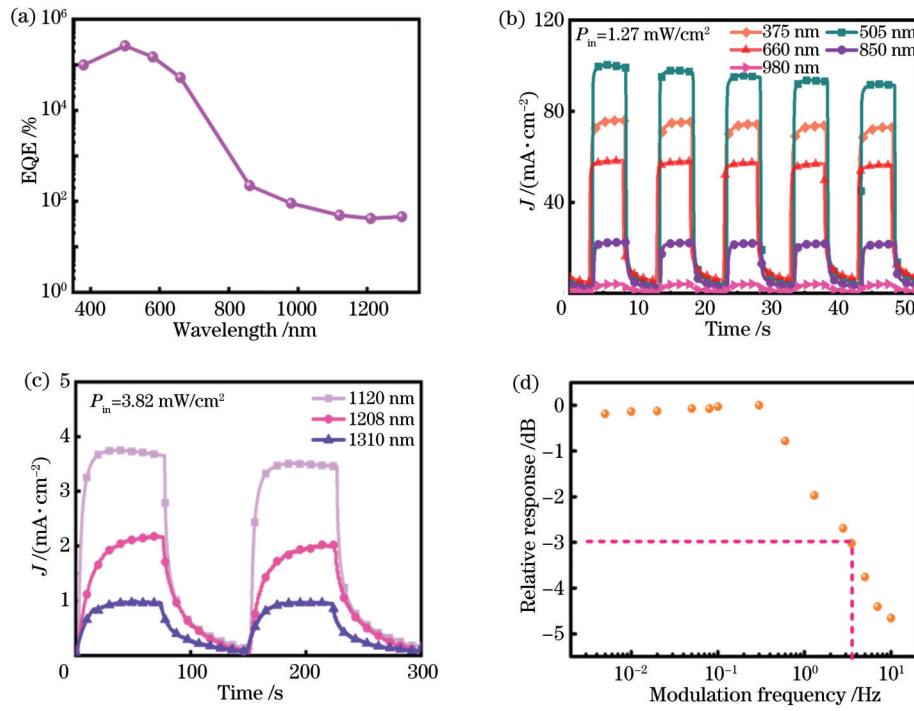 (a)
10⁶
10⁴
10²
10⁰
EQE /%
400 600 800 1000 1200
Wavelength /nm
(b)
120
80
40
0
J /(mA·cm⁻²)
Pin=1.27 mW/cm²
375 nm 505 nm
660 nm 850 nm
980 nm
0 10 20 30 40 50
Time /s
(c)
5
4
3
2
1
J /(mA·cm⁻²)
Pin=3.82 mW/cm²
1120 nm
1208 nm
1310 nm
0 100 200 300
Time /s
(d)
0
-1
-2
-3
-4
-5
Relative response /dB
10⁻² 10⁻¹ 10⁰ 10¹
Modulation frequency /Hz